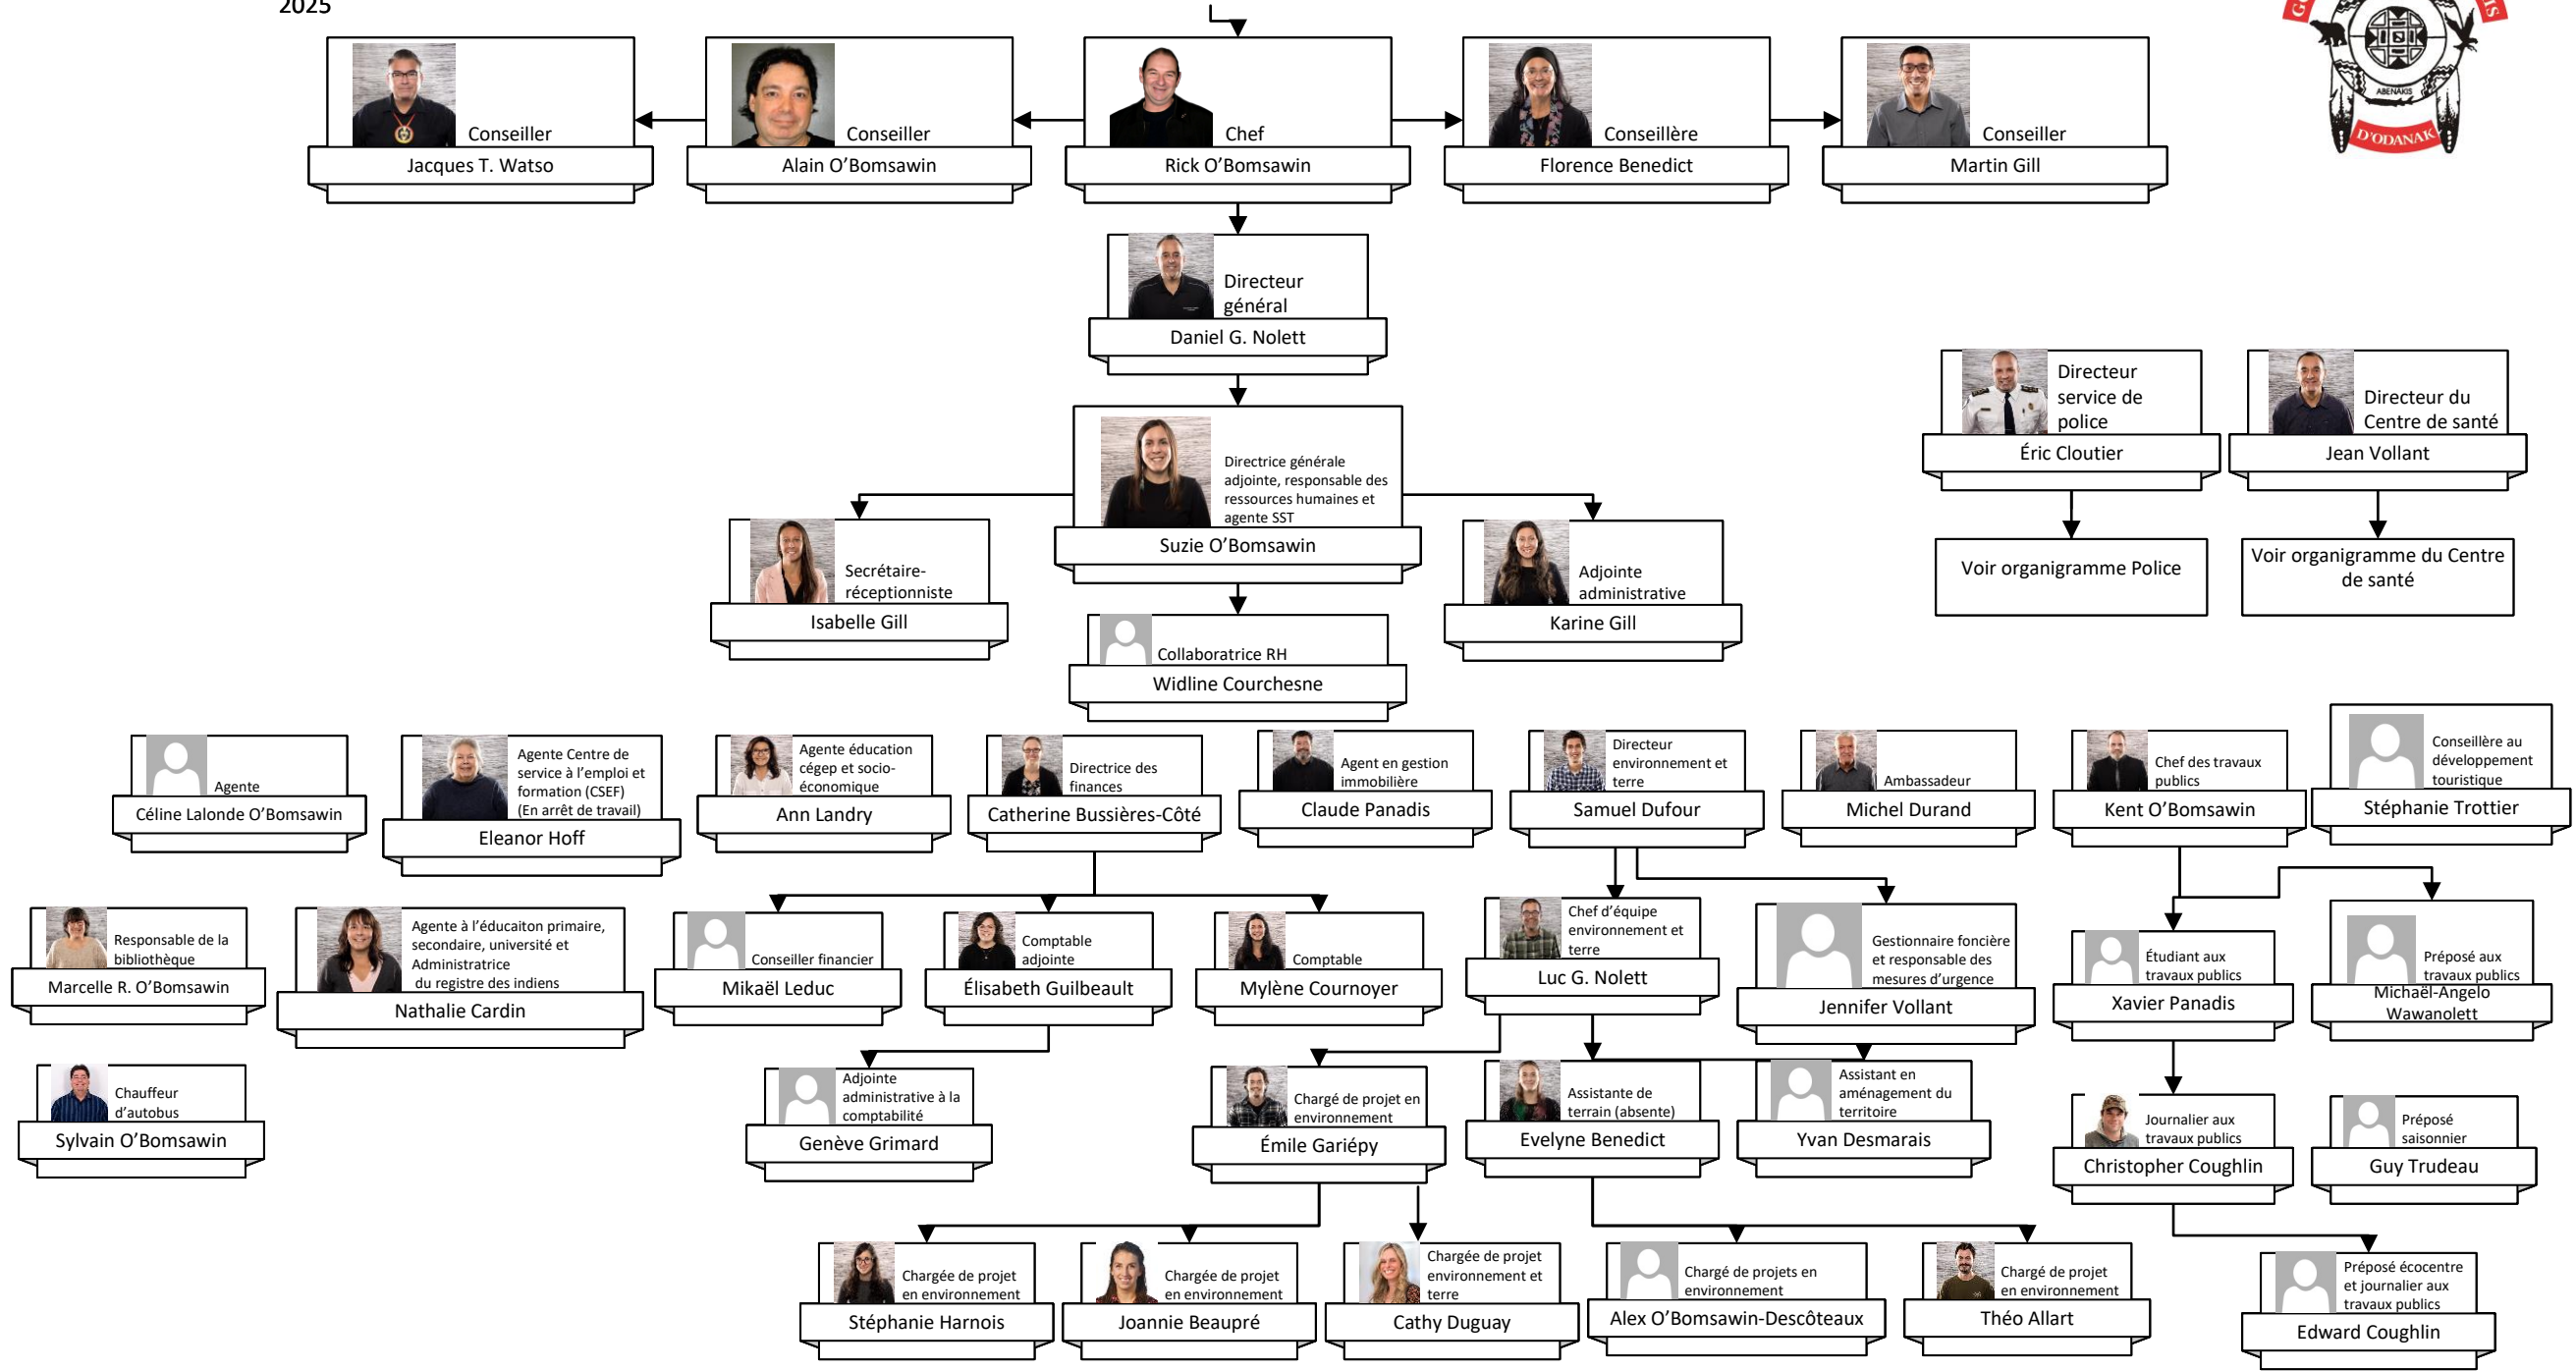 2025
ABENAKIS
D'ODANAK
Conseiller
Jacques T. Watso
Conseiller
Alain O'Bomsawin
Chef
Rick O'Bomsawin
Conseillère
Florence Benedict
Conseiller
Martin Gill
Directeur
général
Daniel G. Nolett
Directeur
service de
police
Éric Cloutier
Directeur du
Centre de santé
Jean Vollant
Directrice générale
adjointe, responsable des
ressources humaines et
agente SST
Suzie O'Bomsawin
Secrétaire-
réceptionniste
Isabelle Gill
Adjointe
administrative
Karine Gill
Voir organigramme Police
Voir organigramme du Centre
de santé
Collaboratrice RH
Widline Courchesne
Agente
Céline Lalonde O'Bomsawin
Agente Centre de
service à l'emploi et
formation (CSEF)
(En arrêt de travail)
Eleanor Hoff
Agente éducation
cégep et socio-
économique
Ann Landry
Directrice des
finances
Catherine Bussières-Côté
Agent en gestion
immobilière
Claude Panadis
Directeur
environnement et
terre
Samuel Dufour
Ambassadeur
Michel Durand
Chef des travaux
publics
Kent O'Bomsawin
Conseillère au
développement
touristique
Stéphanie Trottier
Responsable de la
bibliothèque
Marcelle R. O'Bomsawin
Agente à l'éducaiton primaire,
secondaire, université et
Administratrice
du registre des indiens
Nathalie Cardin
Conseiller financier
Mikaël Leduc
Comptable
adjointe
Élisabeth Guilbeault
Comptable
Mylène Cournoyer
Chef d'équipe
environnement et
terre
Luc G. Nolett
Gestionnaire foncière
et responsable des
mesures d'urgence
Jennifer Vollant
Étudiant aux
travaux publics
Xavier Panadis
Préposé aux
travaux publics
Michaël-Angelo
Wawanolett
Chauffeur
d'autobus
Sylvain O'Bomsawin
Adjointe
administrative à la
comptabilité
Genève Grimard
Chargé de projet en
environnement
Émile Gariépy
Assistante de
terrain (absente)
Evelyne Benedict
Assistant en
aménagement du
territoire
Yvan Desmarais
Journalier aux
travaux publics
Christopher Coughlin
Préposé
saisonnier
Guy Trudeau
Chargée de projet
en environnement
Stéphanie Harnois
Chargée de projet
en environnement
Joannie Beaupré
Chargée de projet
environnement et
terre
Cathy Duguay
Chargé de projets en
environnement
Alex O'Bomsawin-Descôteaux
Chargé de projet
en environnement
Théo Allart
Préposé écocentre
et journalier aux
travaux publics
Edward Coughlin